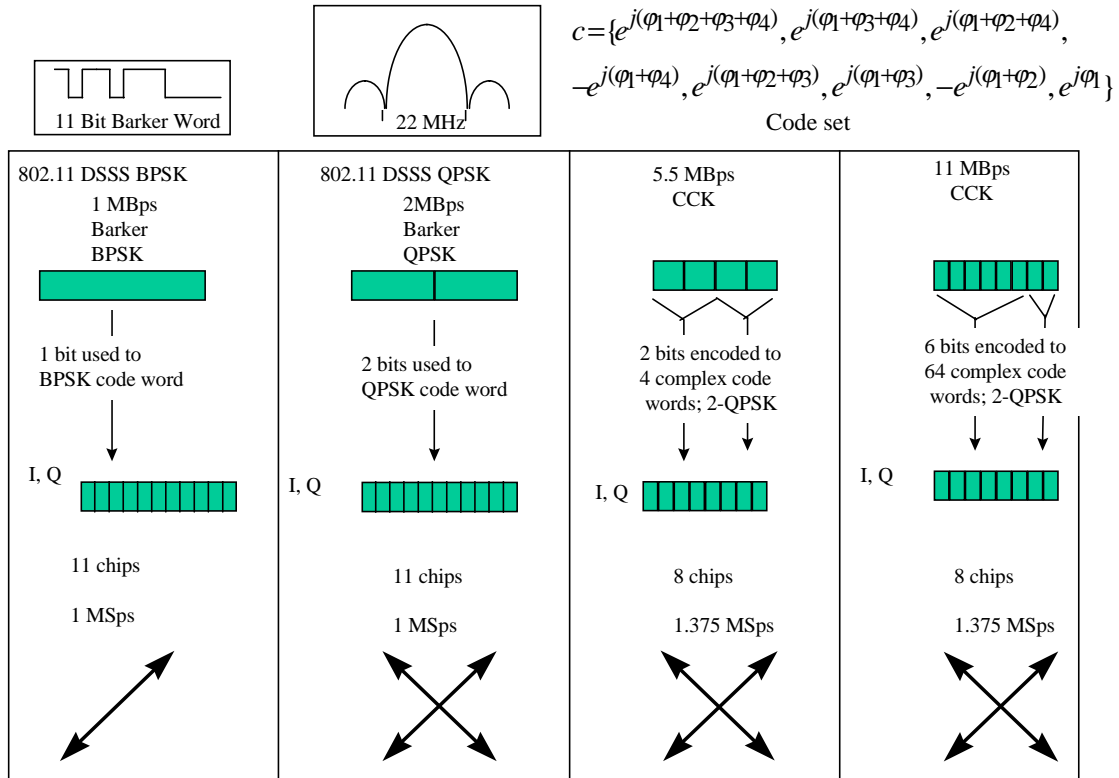 c={e^{j(φ1+φ2+φ3+φ4)}, e^{j(φ1+φ3+φ4)}, e^{j(φ1+φ2+φ4)},
−e^{j(φ1+φ4)}, e^{j(φ1+φ2+φ3)}, e^{j(φ1+φ3)}, −e^{j(φ1+φ2)}, e^{jφ1}}
11 Bit Barker Word
22 MHz
Code set
802.11 DSSS BPSK
1 MBps
Barker
BPSK
1 bit used to
BPSK code word
I, Q
11 chips
1 MSps
802.11 DSSS QPSK
2MBps
Barker
QPSK
2 bits used to
QPSK code word
I, Q
11 chips
1 MSps
5.5 MBps
CCK
2 bits encoded to
4 complex code
words; 2-QPSK
I, Q
8 chips
1.375 MSps
11 MBps
CCK
6 bits encoded to
64 complex code
words; 2-QPSK
I, Q
8 chips
1.375 MSps